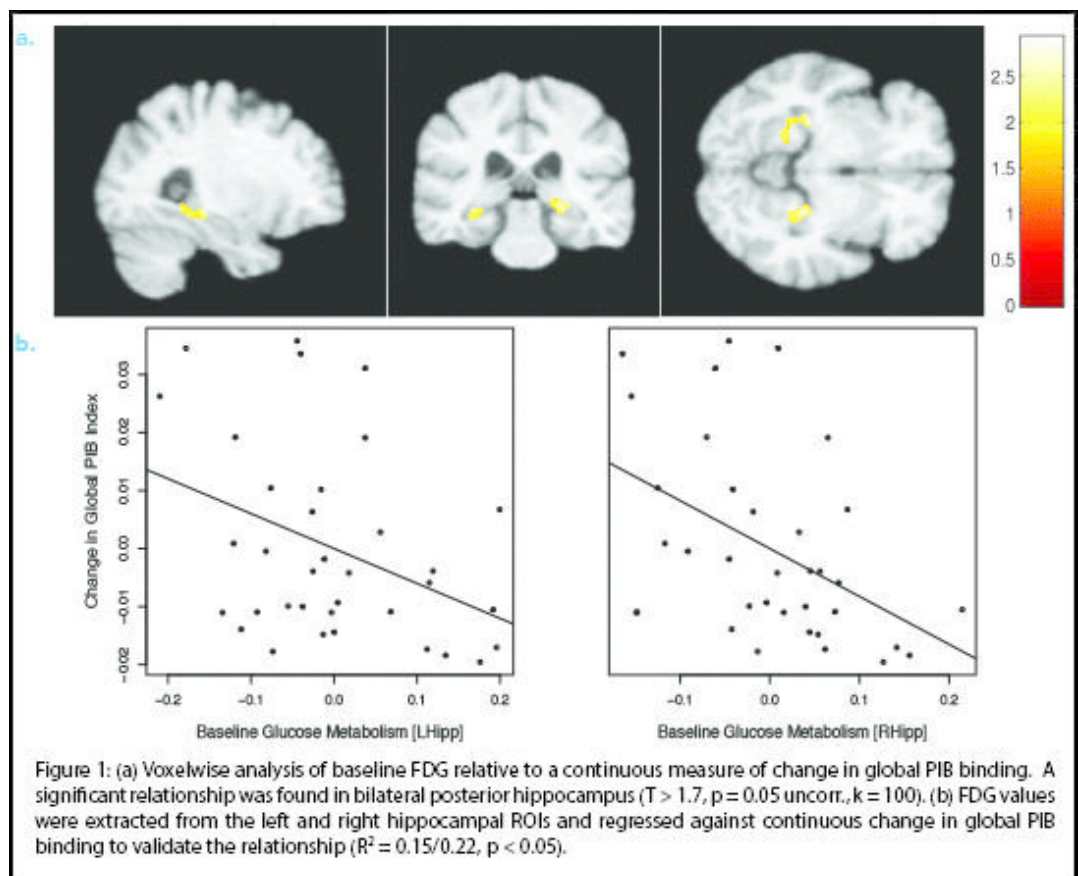 a.
2.5
2
1.5
1
0.5
0
b.
Change in Global PIB Index
0.03
0.02
0.01
0.00
-0.01
-0.02
-0.2 -0.1 0.0 0.1 0.2
-0.1 0.0 0.1 0.2
Baseline Glucose Metabolism [LHipp]
Baseline Glucose Metabolism [RHipp]
Figure 1: (a) Voxelwise analysis of baseline FDG relative to a continuous measure of change in global PIB binding. A
significant relationship was found in bilateral posterior hippocampus (T > 1.7, p = 0.05 uncorr., k = 100). (b) FDG values
were extracted from the left and right hippocampal ROIs and regressed against continuous change in global PIB
binding to validate the relationship (R² = 0.15/0.22, p < 0.05).